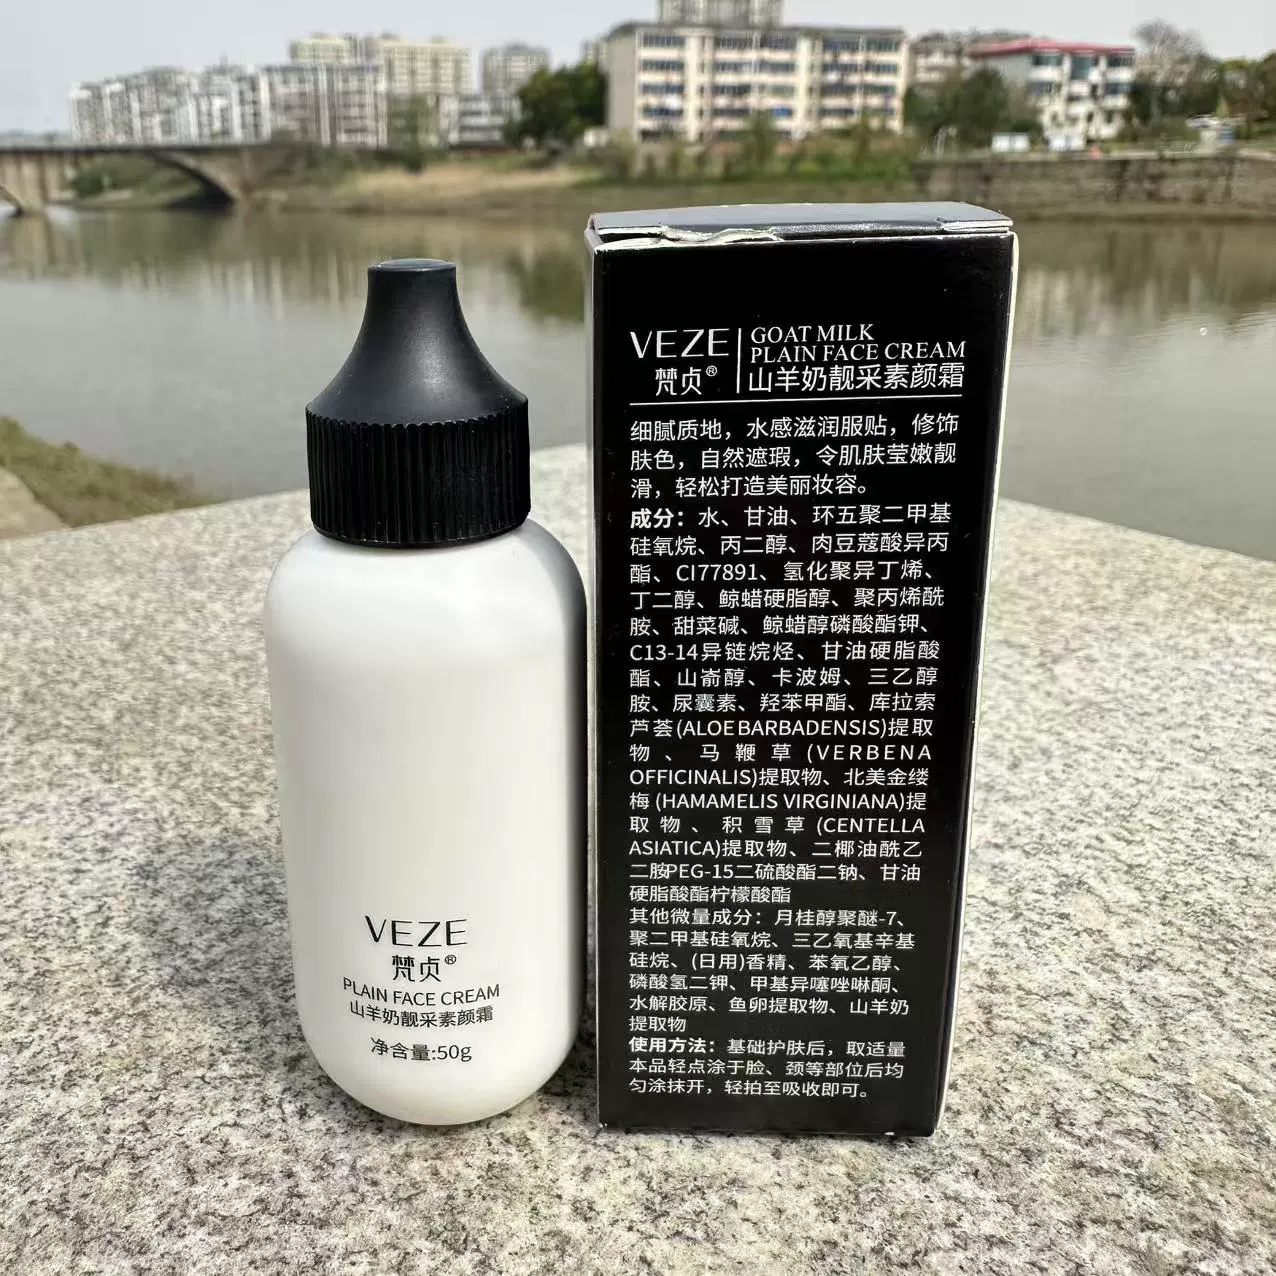 VEZE
梵贞®
PLAIN FACE CREAM
山羊奶靓采素颜霜
净含量:50g
VEZE
梵贞®
GOAT MILK
PLAIN FACE CREAM
山羊奶靓采素颜霜
细腻质地，水感滋润服贴，修饰
肤色，自然遮瑕，令肌肤莹嫩靓
滑，轻松打造美丽妆容。
成分：水、甘油、环五聚二甲基
硅氧烷、丙二醇、肉豆蔻酸异丙
酯、CI77891、氢化聚异丁烯、
丁二醇、鲸蜡硬脂醇、聚丙烯酰
胺、甜菜碱、鲸蜡醇磷酸酯钾、
C13-14异链烷烃、甘油硬脂酸
酯、山嵛醇、卡波姆、三乙醇
胺、尿囊素、羟苯甲酯、库拉索
芦荟(ALOE BARBADENSIS)提取
物、马鞭草(VERBENA
OFFICINALIS)提取物、北美金缕
梅(HAMAMELIS VIRGINIANA)提
取物、积雪草(CENTELLA
ASIATICA)提取物、二椰油酰乙
二胺PEG-15二硫酸酯二钠、甘油
硬脂酸酯柠檬酸酯
其他微量成分：月桂醇聚醚-7、
聚二甲基硅氧烷、三乙氧基辛基
硅烷、(日用)香精、苯氧乙醇、
磷酸氢二钾、甲基异噻唑啉酮、
水解胶原、鱼卵提取物、山羊奶
提取物
使用方法：基础护肤后，取适量
本品轻点涂于脸、颈等部位后均
匀涂抹开，轻拍至吸收即可。